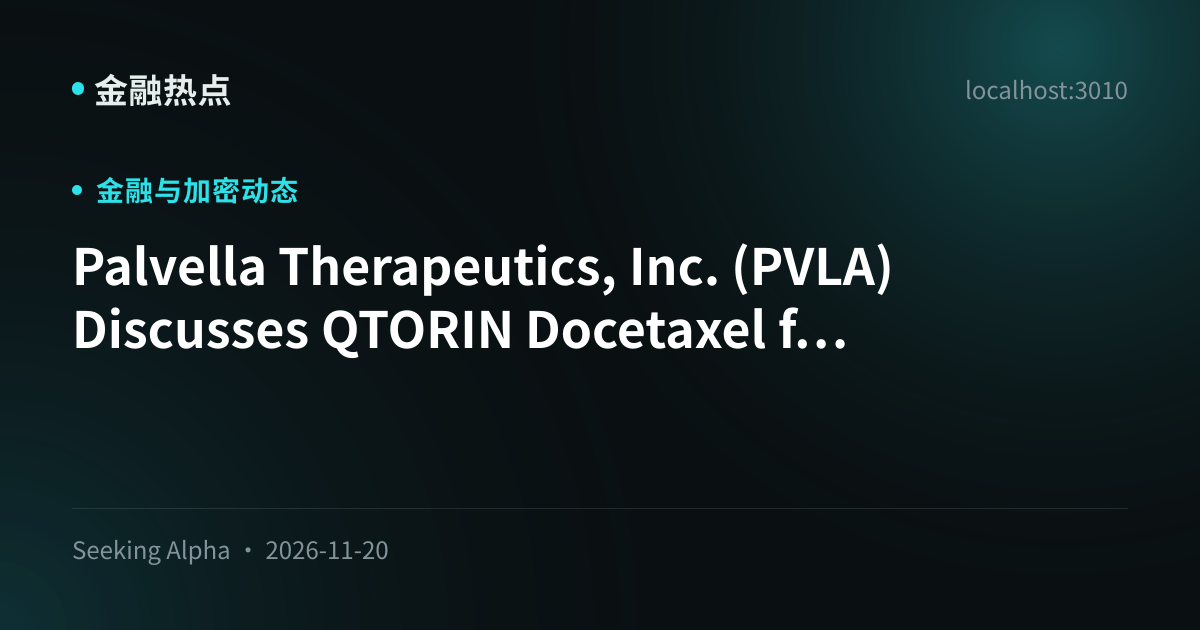 金融热点
localhost:3010
金融与加密动态
Palvella Therapeutics, Inc. (PVLA)
Discusses QTORIN Docetaxel f…
Seeking Alpha • 2026-11-20